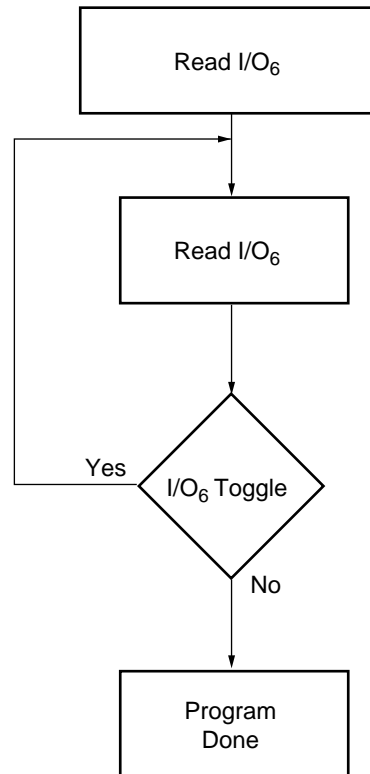 Read I/O₆
Read I/O₆
Yes
I/O₆ Toggle
No
Program
Done